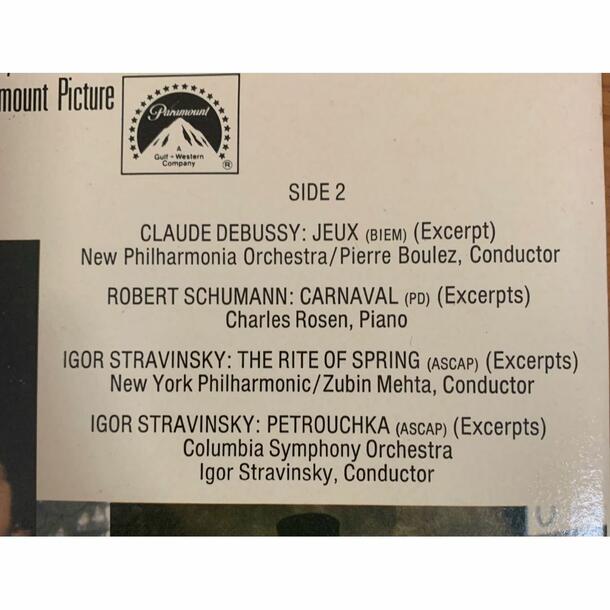 mount Picture
Paramount
A
Gulf + Western
Company
®
SIDE 2
CLAUDE DEBUSSY: JEUX (BIEM) (Excerpt)
New Philharmonia Orchestra/Pierre Boulez, Conductor
ROBERT SCHUMANN: CARNAVAL (PD) (Excerpts)
Charles Rosen, Piano
IGOR STRAVINSKY: THE RITE OF SPRING (ASCAP) (Excerpts)
New York Philharmonic/Zubin Mehta, Conductor
IGOR STRAVINSKY: PETROUCHKA (ASCAP) (Excerpts)
Columbia Symphony Orchestra
Igor Stravinsky, Conductor